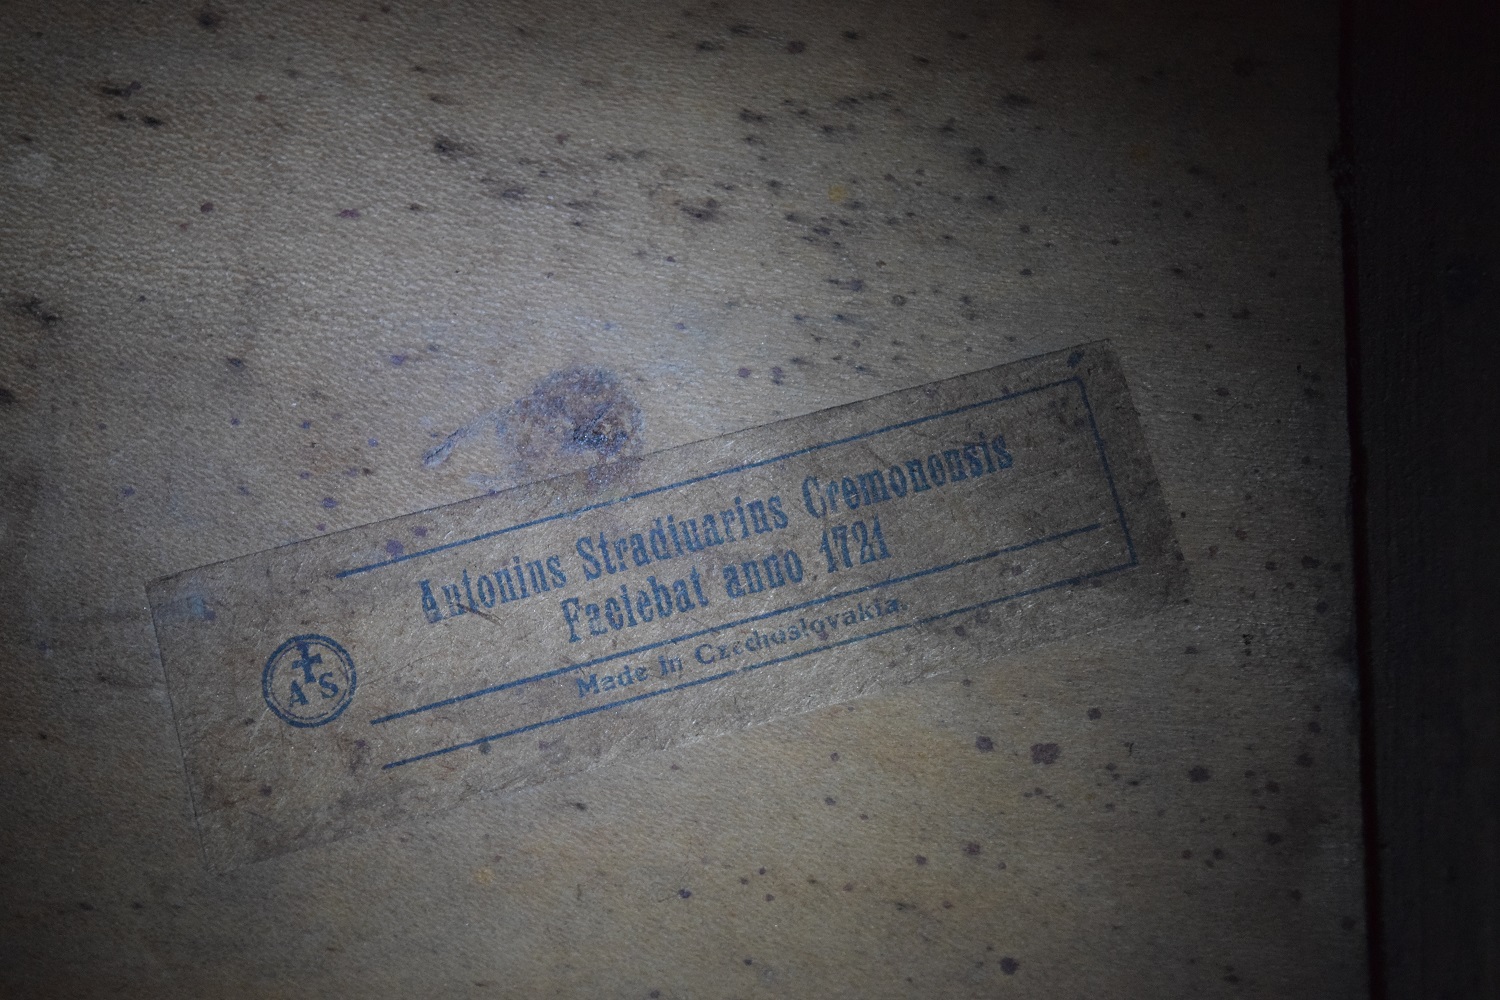 Antonius Stradiuarius Cremonensis
Faciebat anno 1721
Made in Czechoslovakia.
A S